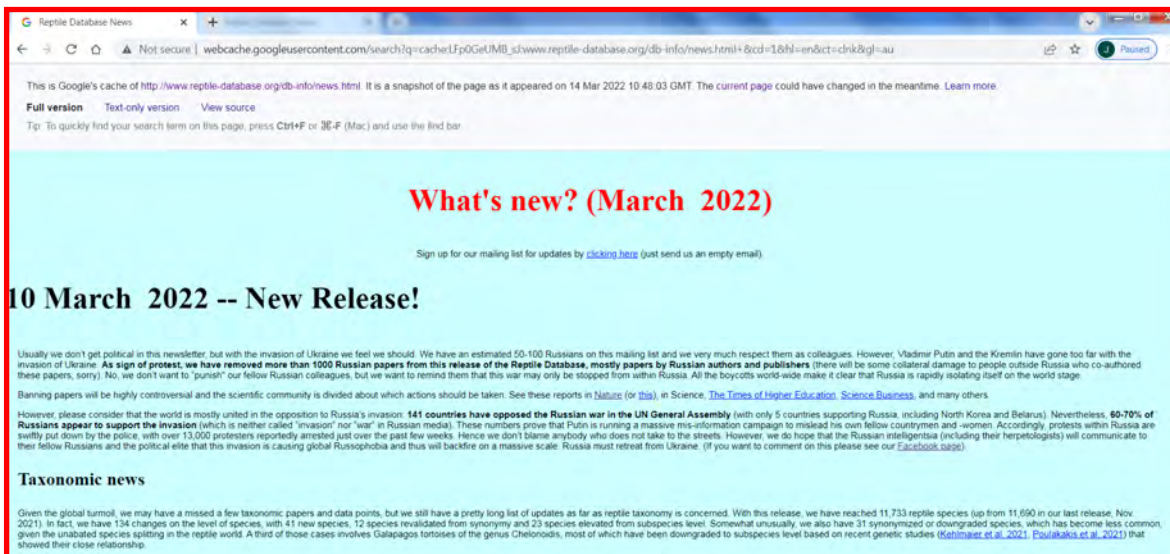 Reptile Database News
Not secure | webcache.googleusercontent.com/search?q=cache:LFp0GeUMB_sJ:www.reptile-database.org/db-info/news.html+&cd=1&hl=en&ct=clnk&gl=au
J Paused
This is Google's cache of http://www.reptile-database.org/db-info/news.html. It is a snapshot of the page as it appeared on 14 Mar 2022 10:48:03 GMT. The current page could have changed in the meantime. Learn more.
Full version Text-only version View source
Tip: To quickly find your search term on this page, press Ctrl+F or ⌘-F (Mac) and use the find bar.
What's new? (March 2022)
Sign up for our mailing list for updates by clicking here (just send us an empty email).
10 March 2022 -- New Release!
Usually we don't get political in this newsletter, but with the invasion of Ukraine we feel we should. We have an estimated 50-100 Russians on this mailing list and we very much respect them as colleagues. However, Vladimir Putin and the Kremlin have gone too far with the
invasion of Ukraine. As sign of protest, we have removed more than 1000 Russian papers from this release of the Reptile Database, mostly papers by Russian authors and publishers (there will be some collateral damage to people outside Russia who co-authored
these papers, sorry). No, we don't want to "punish" our fellow Russian colleagues, but we want to remind them that this war may only be stopped from within Russia. All the boycotts world-wide make it clear that Russia is rapidly isolating itself on the world stage.
Banning papers will be highly controversial and the scientific community is divided about which actions should be taken. See these reports in Nature (or this), in Science, The Times of Higher Education, Science Business, and many others.
However, please consider that the world is mostly united in the opposition to Russia's invasion: 141 countries have opposed the Russian war in the UN General Assembly (with only 5 countries supporting Russia, including North Korea and Belarus). Nevertheless, 60-70% of
Russians appear to support the invasion (which is neither called "invasion" nor "war" in Russian media). These numbers prove that Putin is running a massive mis-information campaign to mislead his own fellow countrymen and -women. Accordingly, protests within Russia are
swiftly put down by the police, with over 13,000 protesters reportedly arrested just over the past few weeks. Hence we don't blame anybody who does not take to the streets. However, we do hope that the Russian intelligentsia (including their herpetologists) will communicate to
their fellow Russians and the political elite that this invasion is causing global Russophobia and thus will backfire on a massive scale. Russia must retreat from Ukraine. (If you want to comment on this please see our Facebook page).
Taxonomic news
Given the global turmoil, we may have a missed a few taxonomic papers and data points, but we still have a pretty long list of updates as far as reptile taxonomy is concerned. With this release, we have reached 11,733 reptile species (up from 11,690 in our last release, Nov.
2021). In fact, we have 134 changes on the level of species, with 41 new species, 12 species revalidated from synonymy and 23 species elevated from subspecies level. Somewhat unusually, we also have 31 synonymized or downgraded species, which has become less common,
given the unabated species splitting in the reptile world. A third of those cases involves Galapagos tortoises of the genus Chelonoidis, most of which have been downgraded to subspecies level based on recent genetic studies (Kehlmaier et al. 2021, Poulakakis et al. 2021) that
showed their close relationship.